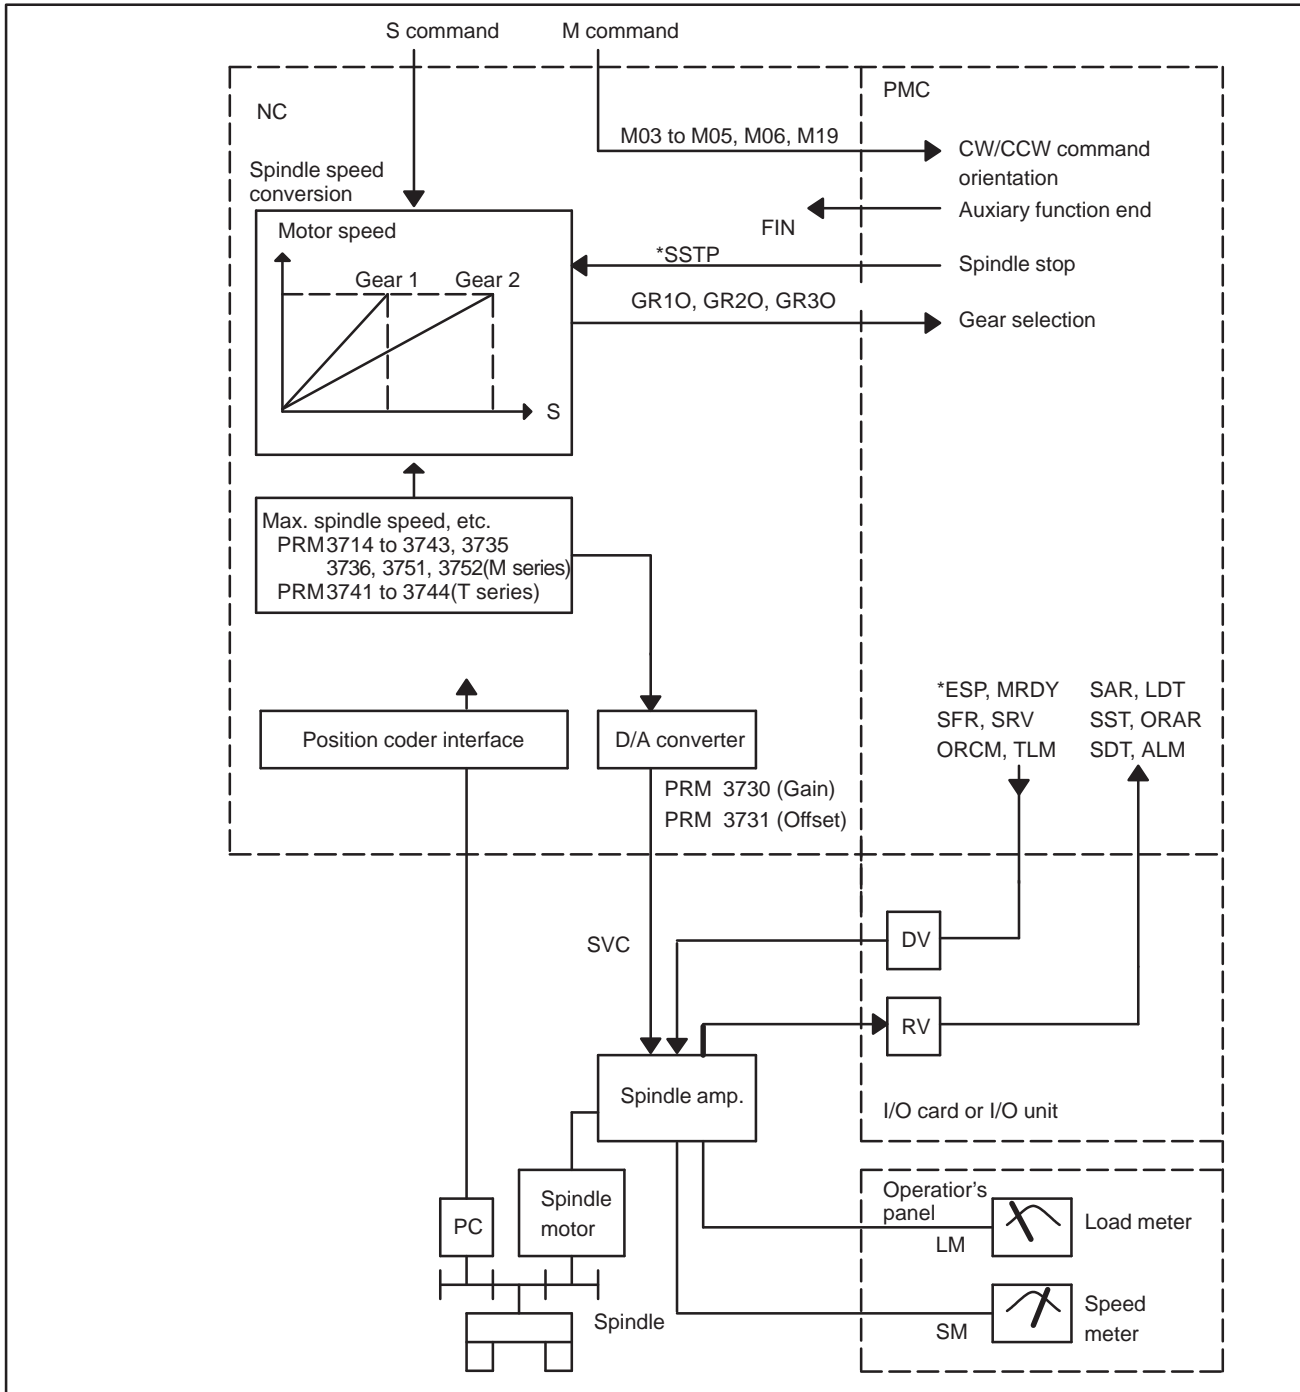 S command
M command
NC
PMC
M03 to M05, M06, M19
CW/CCW command
orientation
Spindle speed
conversion
Auxiary function end
FIN
Motor speed
*SSTP
Spindle stop
Gear 1
Gear 2
GR1O, GR2O, GR3O
Gear selection
S
Max. spindle speed, etc.
PRM3714 to 3743, 3735
3736, 3751, 3752(M series)
PRM3741 to 3744(T series)
*ESP, MRDY
SFR, SRV
ORCM, TLM
SAR, LDT
SST, ORAR
SDT, ALM
Position coder interface
D/A converter
PRM 3730 (Gain)
PRM 3731 (Offset)
SVC
DV
RV
Spindle amp.
I/O card or I/O unit
PC
Spindle
motor
Operatior's
panel
LM
Load meter
Spindle
SM
Speed
meter